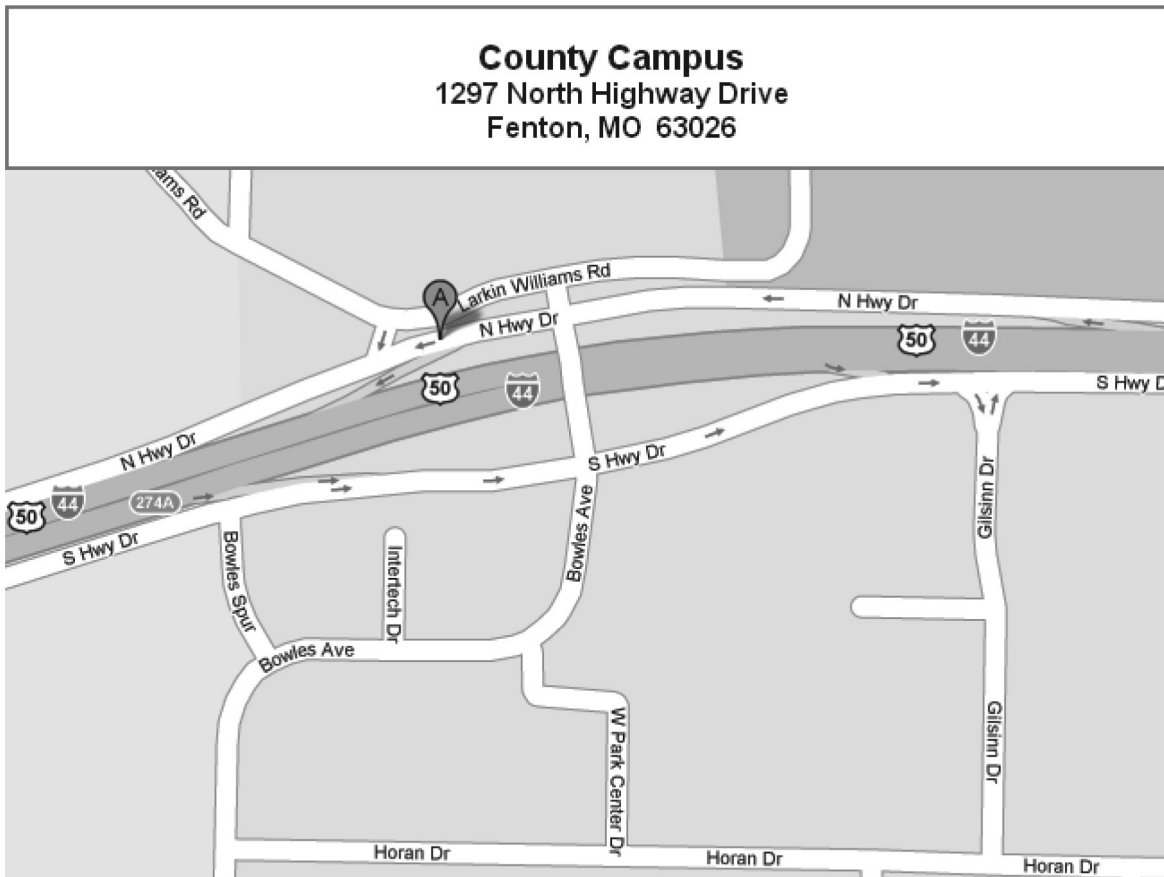 County Campus
1297 North Highway Drive
Fenton, MO  63026
Rd
Larkin Williams Rd
A
N Hwy Dr
N Hwy Dr
50
44
50
44
S Hwy
N Hwy Dr
S Hwy Dr
50
44
274A
S Hwy Dr
Bowles Spur
Intertech Dr
Bowles Ave
Gilsinn Dr
Bowles Ave
W Park Center Dr
Gilsinn Dr
Horan Dr
Horan Dr
Horan Dr